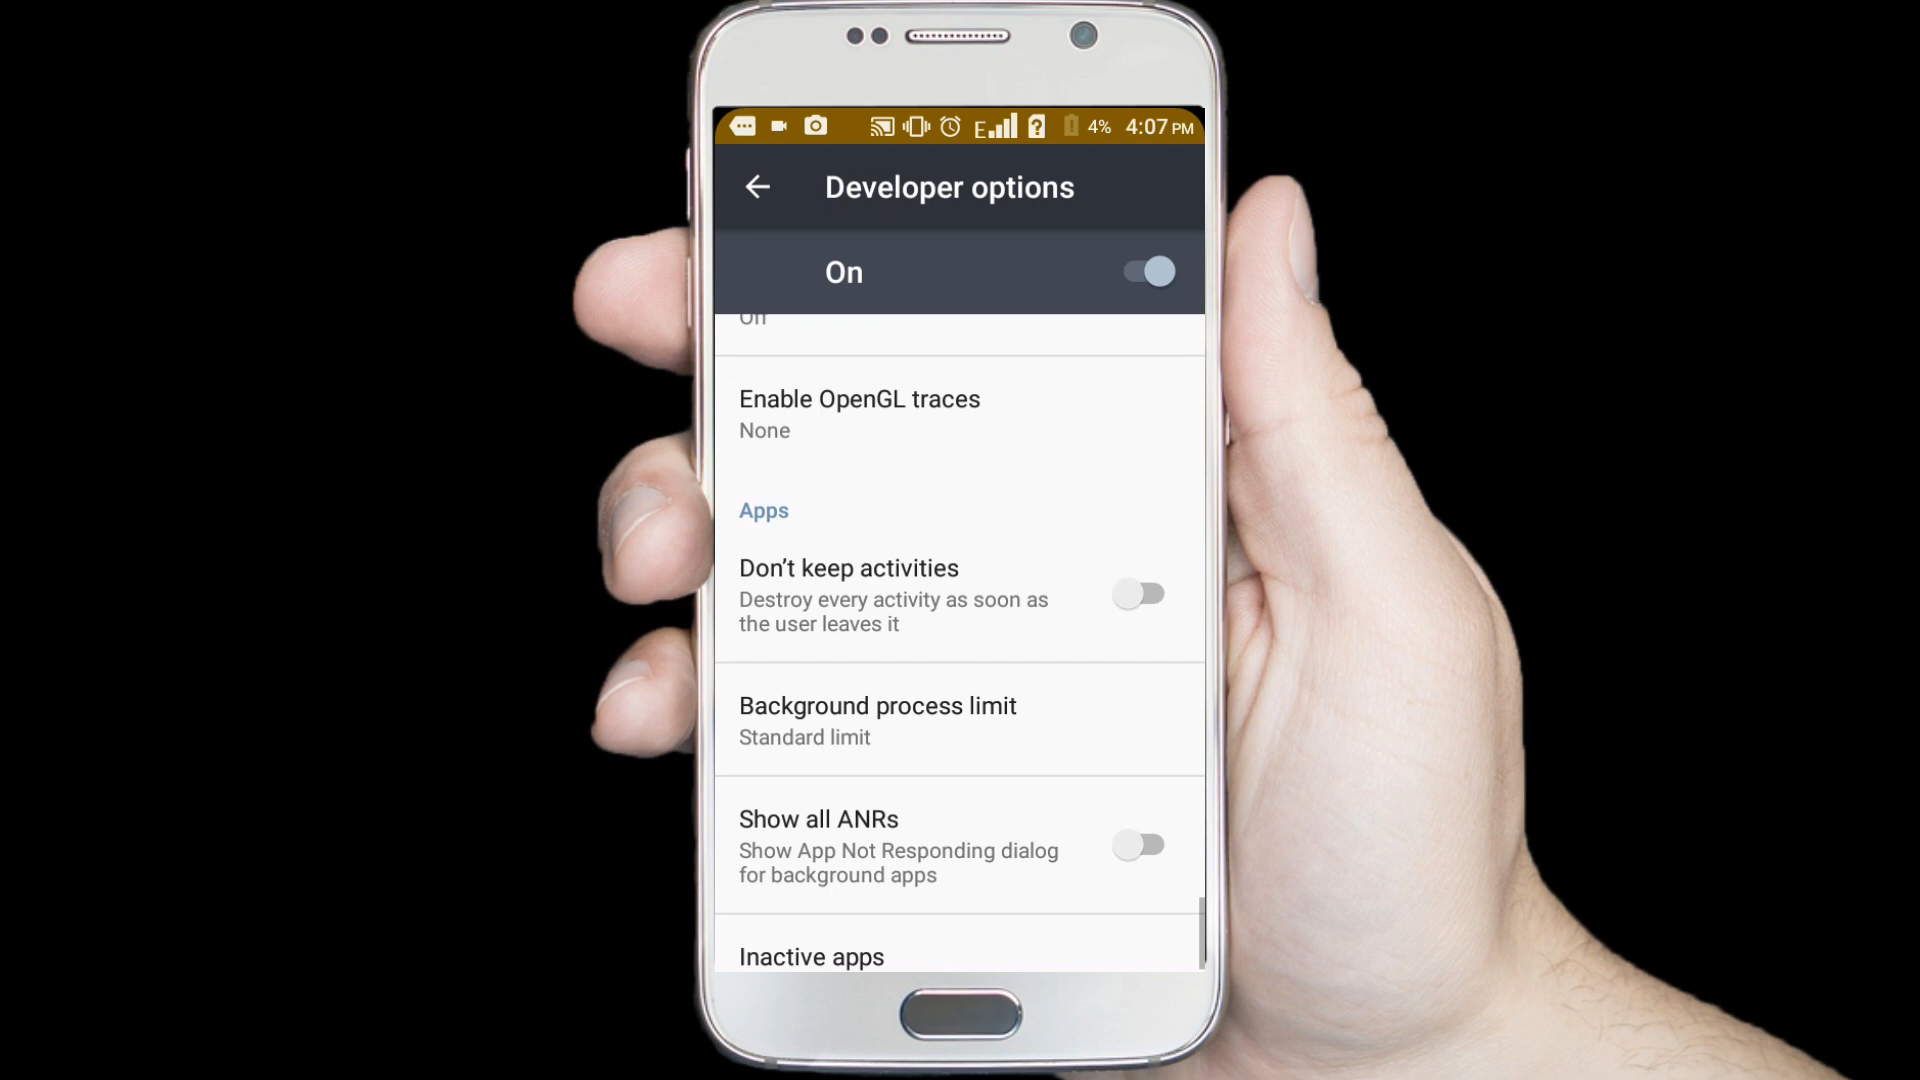 E 4% 4:07 PM
Developer options
On
Off
Enable OpenGL traces
None
Apps
Don't keep activities
Destroy every activity as soon as
the user leaves it
Background process limit
Standard limit
Show all ANRs
Show App Not Responding dialog
for background apps
Inactive apps